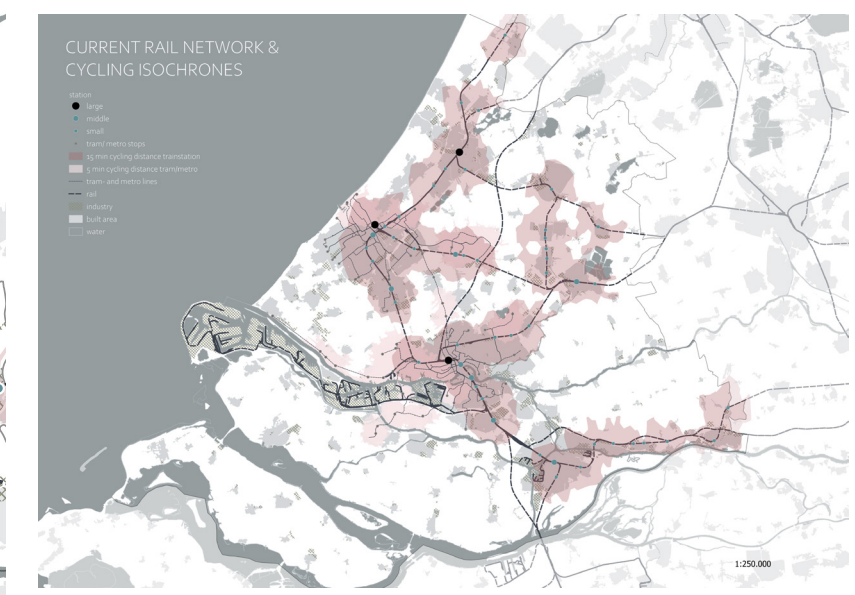 CURRENT RAIL NETWORK &
CYCLING ISOCHRONES
station
large
middle
small
tram/ metro stops
15 min cycling distance trainstation
5 min cycling distance tram/metro
tram- and metro lines
rail
industry
built area
water
1:250.000